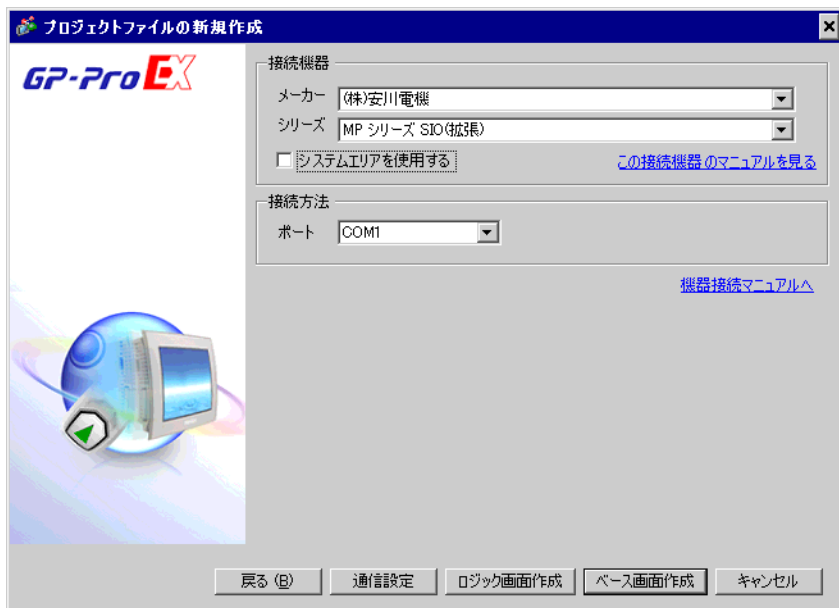 プロジェクトファイルの新規作成
GP-Pro EX
接続機器
メーカー (株)安川電機
シリーズ MP シリーズ SIO(拡張)
システムエリアを使用する この接続機器のマニュアルを見る
接続方法
ポート COM1
機器接続マニュアルへ
戻る (B) 通信設定 ロジック画面作成 ベース画面作成 キャンセル